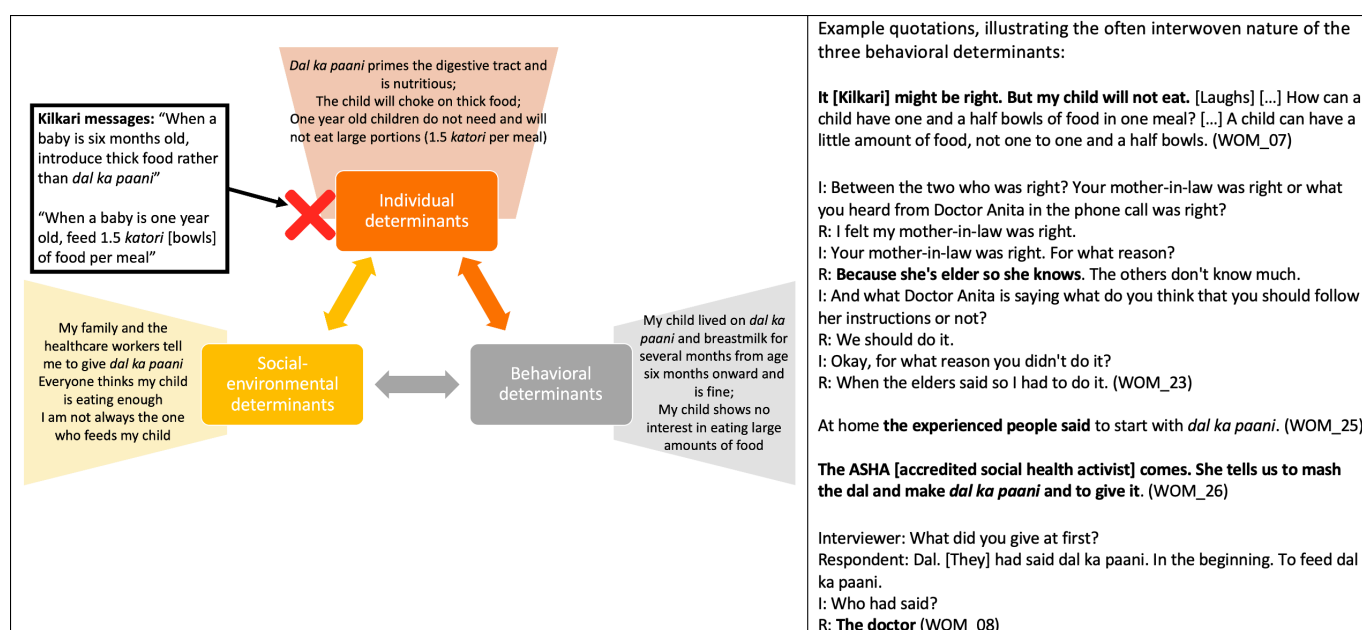 Dal ka paani primes the digestive tract and
is nutritious;
The child will choke on thick food;
One year old children do not need and will
not eat large portions (1.5 katori per meal)
Kilkari messages: “When a
baby is six months old,
introduce thick food rather
than dal ka paani”
“When a baby is one year
old, feed 1.5 katori [bowls]
of food per meal”
Individual
determinants
My family and the
healthcare workers tell
me to give dal ka paani
Everyone thinks my child
is eating enough
I am not always the one
who feeds my child
Social-
environmental
determinants
Behavioral
determinants
My child lived on dal ka
paani and breastmilk for
several months from age
six months onward and
is fine;
My child shows no
interest in eating large
amounts of food
Example quotations, illustrating the often interwoven nature of the
three behavioral determinants:
It [Kilkari] might be right. But my child will not eat. [Laughs] […] How can a
child have one and a half bowls of food in one meal? […] A child can have a
little amount of food, not one to one and a half bowls. (WOM_07)
I: Between the two who was right? Your mother-in-law was right or what
you heard from Doctor Anita in the phone call was right?
R: I felt my mother-in-law was right.
I: Your mother-in-law was right. For what reason?
R: Because she's elder so she knows. The others don't know much.
I: And what Doctor Anita is saying what do you think that you should follow
her instructions or not?
R: We should do it.
I: Okay, for what reason you didn't do it?
R: When the elders said so I had to do it. (WOM_23)
At home the experienced people said to start with dal ka paani. (WOM_25)
The ASHA [accredited social health activist] comes. She tells us to mash
the dal and make dal ka paani and to give it. (WOM_26)
Interviewer: What did you give at first?
Respondent: Dal. [They] had said dal ka paani. In the beginning. To feed dal
ka paani.
I: Who had said?
R: The doctor (WOM_08)